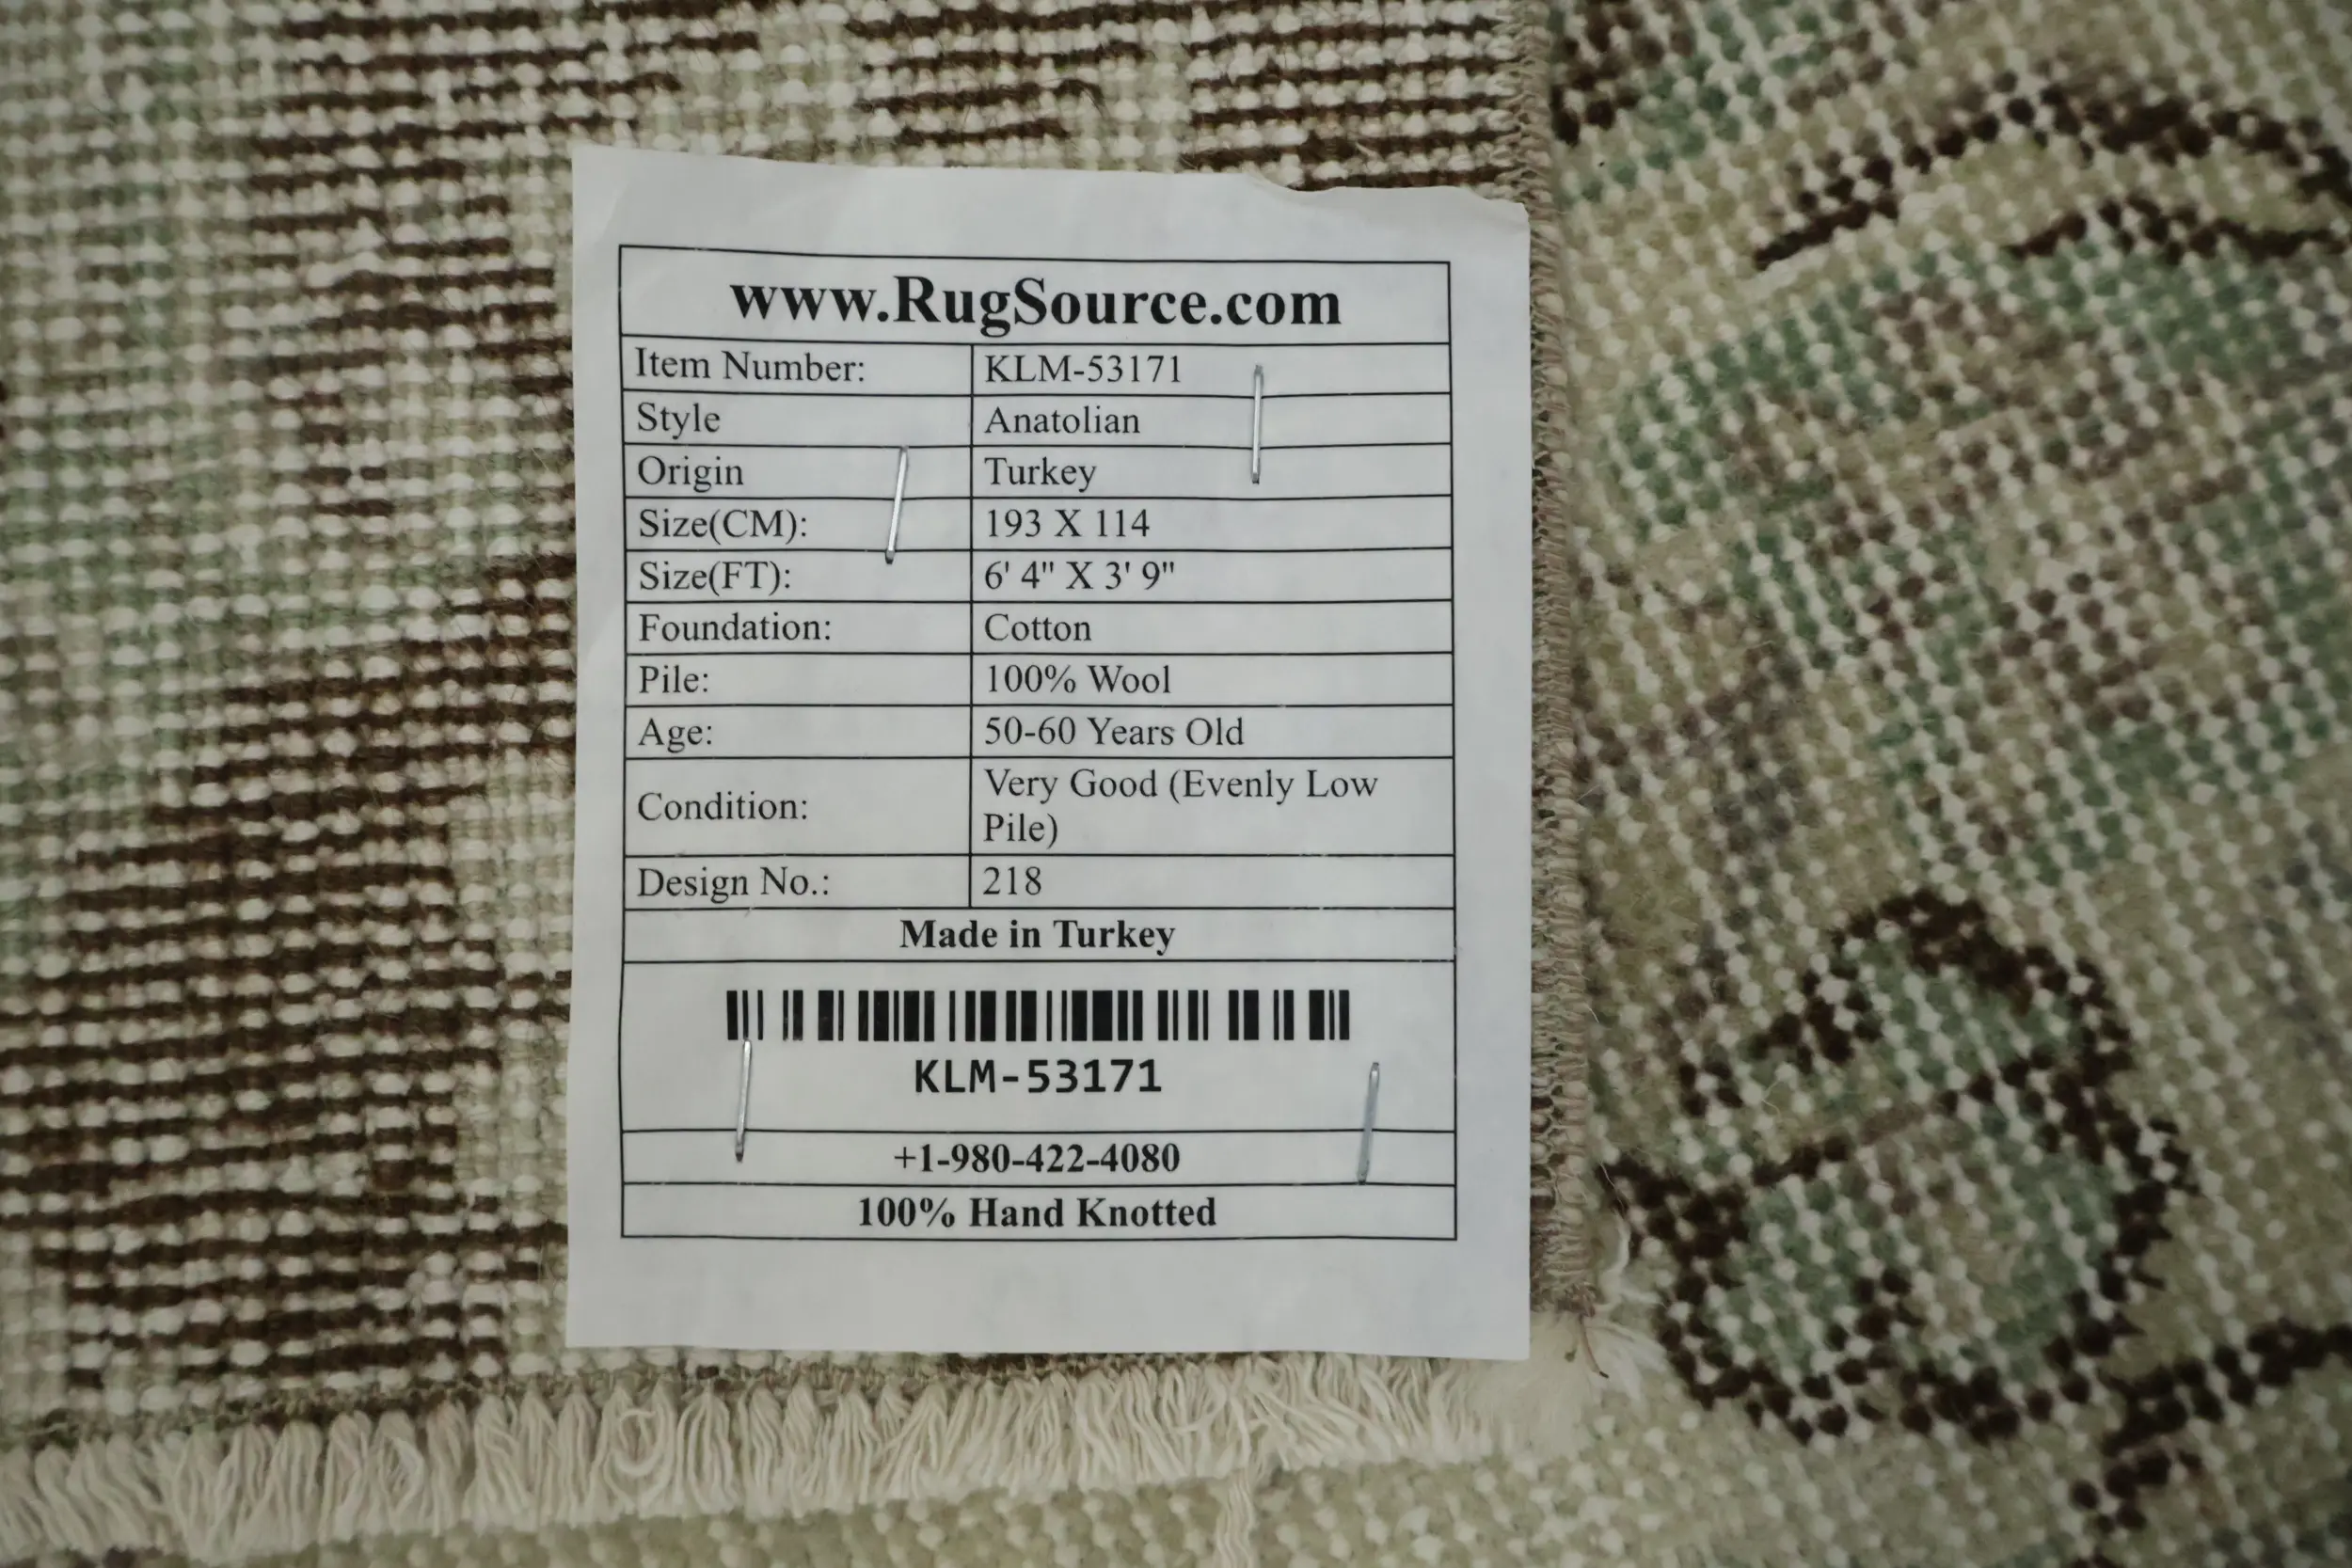 www.RugSource.com
Item Number: KLM-53171
Style Anatolian
Origin Turkey
Size(CM): 193 X 114
Size(FT): 6' 4" X 3' 9"
Foundation: Cotton
Pile: 100% Wool
Age: 50-60 Years Old
Condition: Very Good (Evenly Low
Pile)
Design No.: 218
Made in Turkey
KLM-53171
+1-980-422-4080
100% Hand Knotted